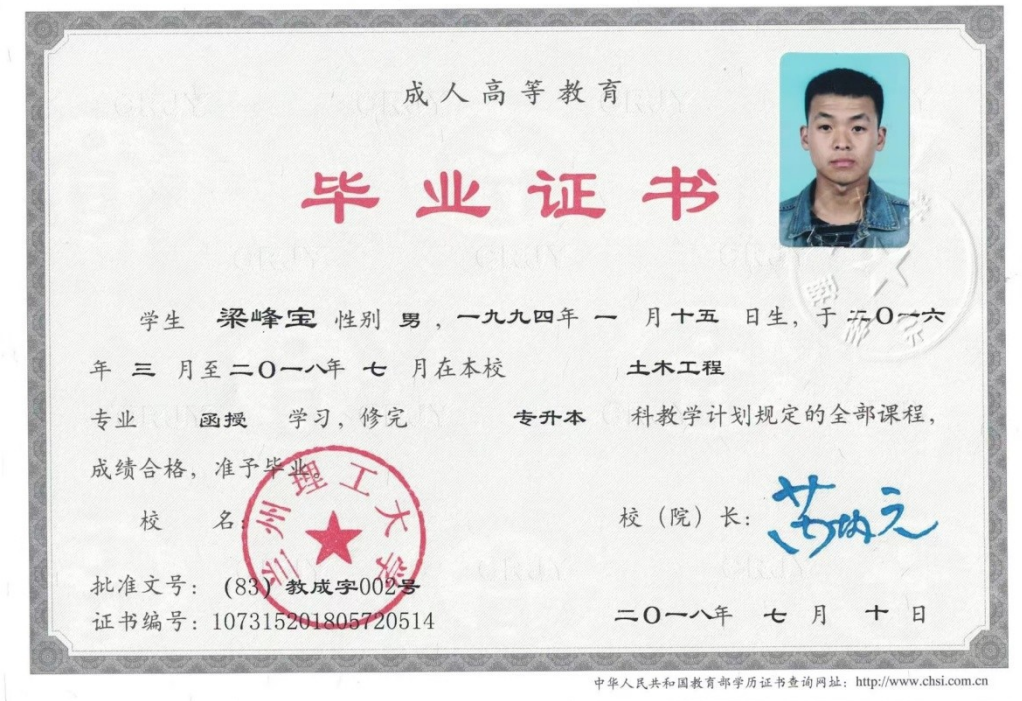 成人高等教育
毕业证书
学生 梁峰宝 性别 男 ，一九九四年 一 月十五 日生，于 二〇一六
年 三 月至二〇一八年 七 月在本校 土木工程
专业 函授 学习，修完 专升本 科教学计划规定的全部课程，
成绩合格，准予毕业。
兰州理工大学
校 名： 校（院）长：
批准文号：(83) 教成字002号
证书编号：107315201805720514 二〇一八年 七 月 十 日
中华人民共和国教育部学历证书查询网址：http://www.chsi.com.cn